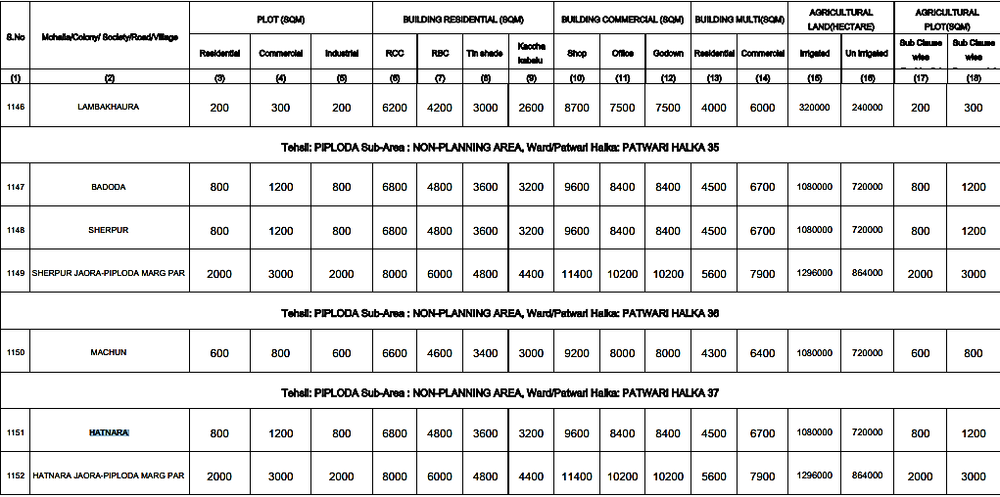 S.No Mohalla/Colony/ Society/Road/Village PLOT (SQM) BUILDING RESIDENTIAL (SQM) BUILDING COMMERCIAL (SQM) BUILDING MULTI(SQM) AGRICULTURAL LAND(HECTARE) AGRICULTURAL PLOT(SQM)
Residential Commercial Industrial RCC RBC Tin shade Kaccha kabelu Shop Office Godown Residential Commercial Irrigated Un irrigated Sub Clause wise Sub Clause wise
(1) (2) (3) (4) (5) (6) (7) (8) (9) (10) (11) (12) (13) (14) (15) (16) (17) (18)
1146 LAMBAKHAURA 200 300 200 6200 4200 3000 2600 8700 7500 7500 4000 6000 320000 240000 200 300
Tehsil: PIPLODA Sub-Area : NON-PLANNING AREA, Ward/Patwari Halka: PATWARI HALKA 35
1147 BADODA 800 1200 800 6800 4800 3600 3200 9600 8400 8400 4500 6700 1080000 720000 800 1200
1148 SHERPUR 800 1200 800 6800 4800 3600 3200 9600 8400 8400 4500 6700 1080000 720000 800 1200
1149 SHERPUR JAORA-PIPLODA MARG PAR 2000 3000 2000 8000 6000 4800 4400 11400 10200 10200 5600 7900 1296000 864000 2000 3000
Tehsil: PIPLODA Sub-Area : NON-PLANNING AREA, Ward/Patwari Halka: PATWARI HALKA 36
1150 MACHUN 600 800 600 6600 4600 3400 3000 9200 8000 8000 4300 6400 1080000 720000 600 800
Tehsil: PIPLODA Sub-Area : NON-PLANNING AREA, Ward/Patwari Halka: PATWARI HALKA 37
1151 HATNARA 800 1200 800 6800 4800 3600 3200 9600 8400 8400 4500 6700 1080000 720000 800 1200
1152 HATNARA JAORA-PIPLODA MARG PAR 2000 3000 2000 8000 6000 4800 4400 11400 10200 10200 5600 7900 1296000 864000 2000 3000